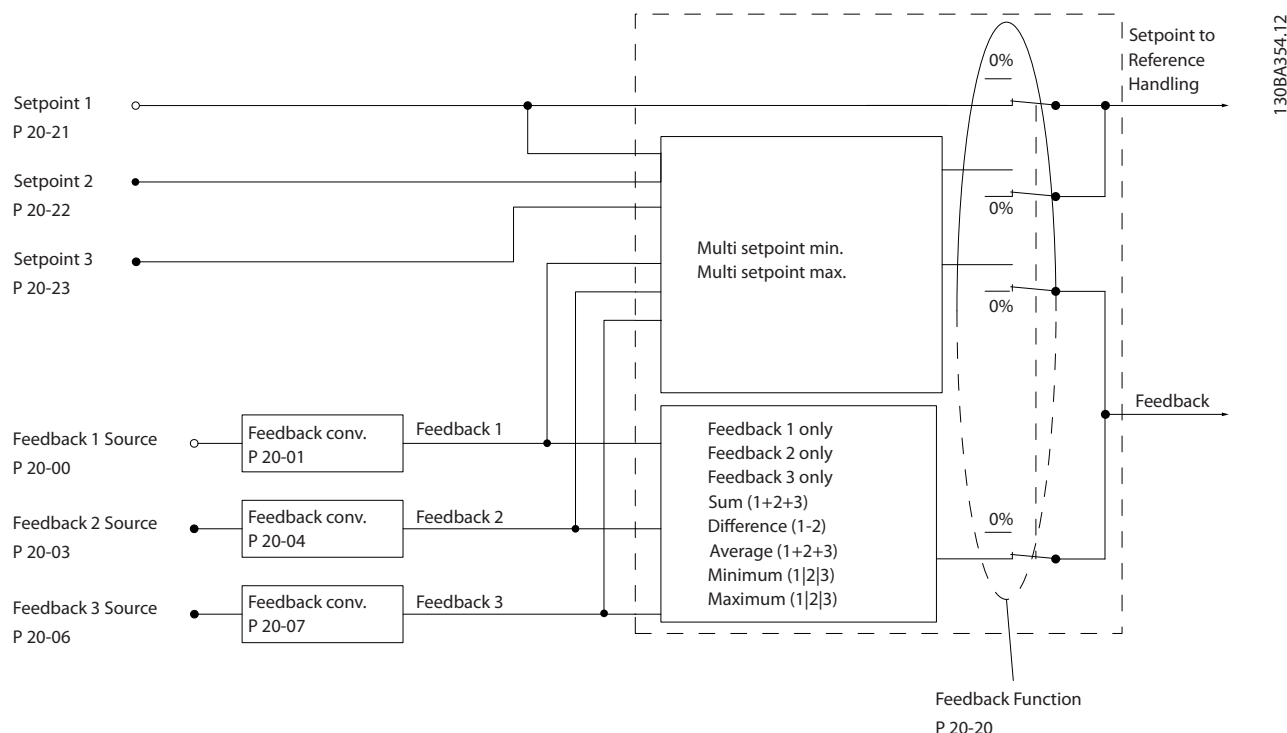 130BA354.12
Setpoint to
Reference
Handling
0%
Setpoint 1
P 20-21
Setpoint 2
P 20-22
0%
Setpoint 3
P 20-23
Multi setpoint min.
Multi setpoint max.
0%
Feedback
Feedback 1 Source
P 20-00
Feedback conv.
P 20-01
Feedback 1
Feedback 2 Source
P 20-03
Feedback conv.
P 20-04
Feedback 2
Feedback 3 Source
P 20-06
Feedback conv.
P 20-07
Feedback 3
Feedback 1 only
Feedback 2 only
Feedback 3 only
Sum (1+2+3)
Difference (1-2)
Average (1+2+3)
Minimum (1|2|3)
Maximum (1|2|3)
0%
Feedback Function
P 20-20